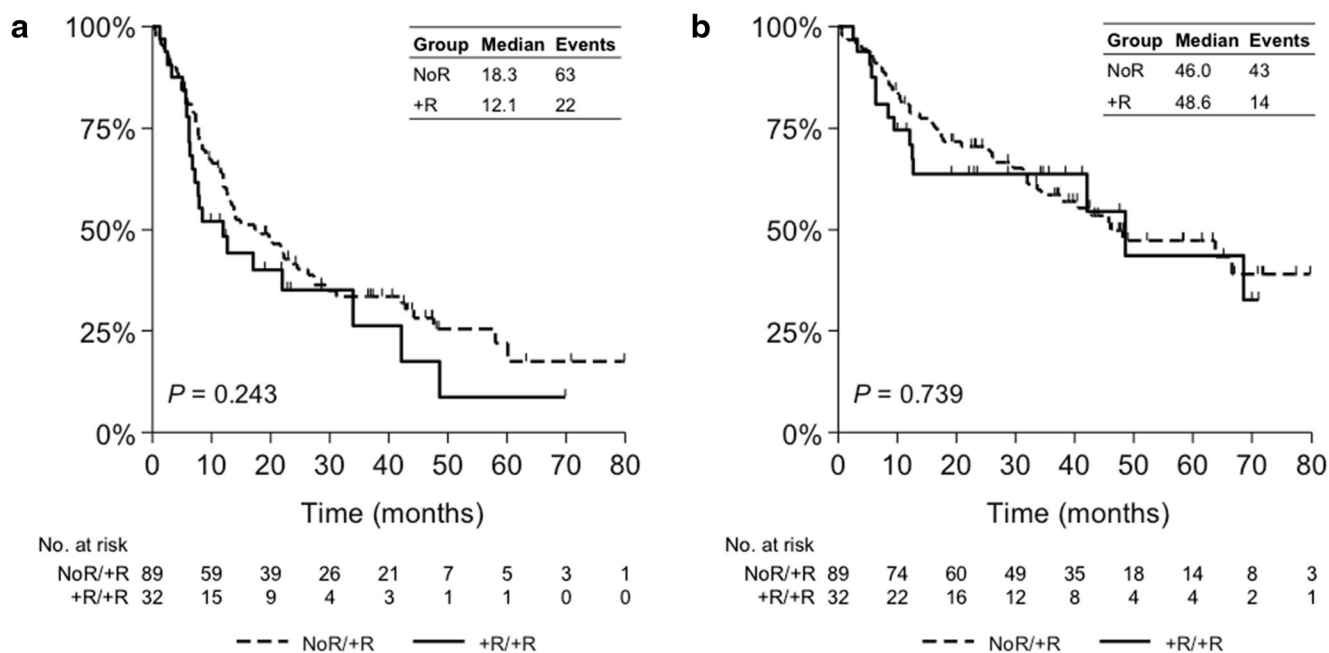 a
Group Median Events
NoR 18.3 63
+R 12.1 22
100%
75%
50%
25%
0%
P = 0.243
0 10 20 30 40 50 60 70 80
Time (months)
No. at risk
NoR/+R 89 59 39 26 21 7 5 3 1
+R/+R 32 15 9 4 3 1 1 0 0
NoR/+R +R/+R
b
Group Median Events
NoR 46.0 43
+R 48.6 14
100%
75%
50%
25%
0%
P = 0.739
0 10 20 30 40 50 60 70 80
Time (months)
No. at risk
NoR/+R 89 74 60 49 35 18 14 8 3
+R/+R 32 22 16 12 8 4 4 2 1
NoR/+R +R/+R